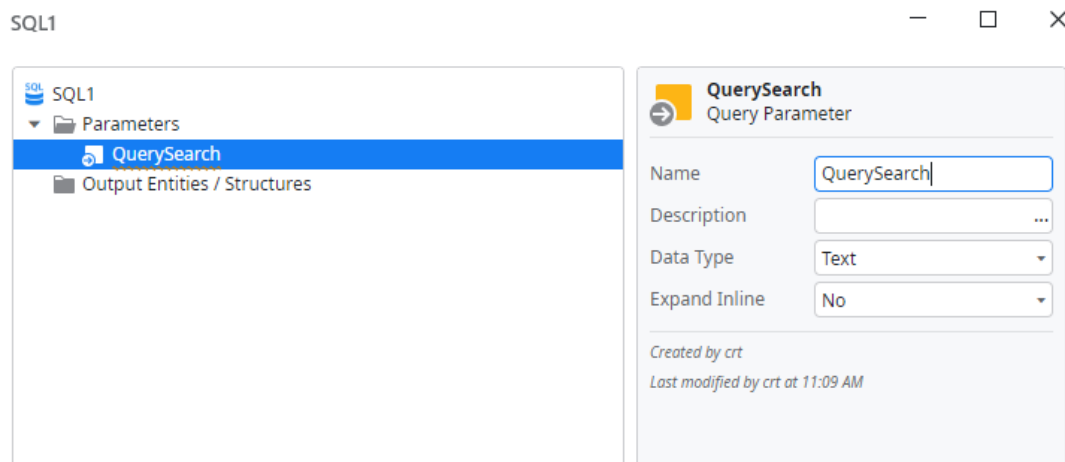 SQL1
SQL
SQL1
Parameters
QuerySearch
Output Entities / Structures
QuerySearch
Query Parameter
Name
QuerySearch
Description
...
Data Type
Text
Expand Inline
No
Created by crt
Last modified by crt at 11:09 AM